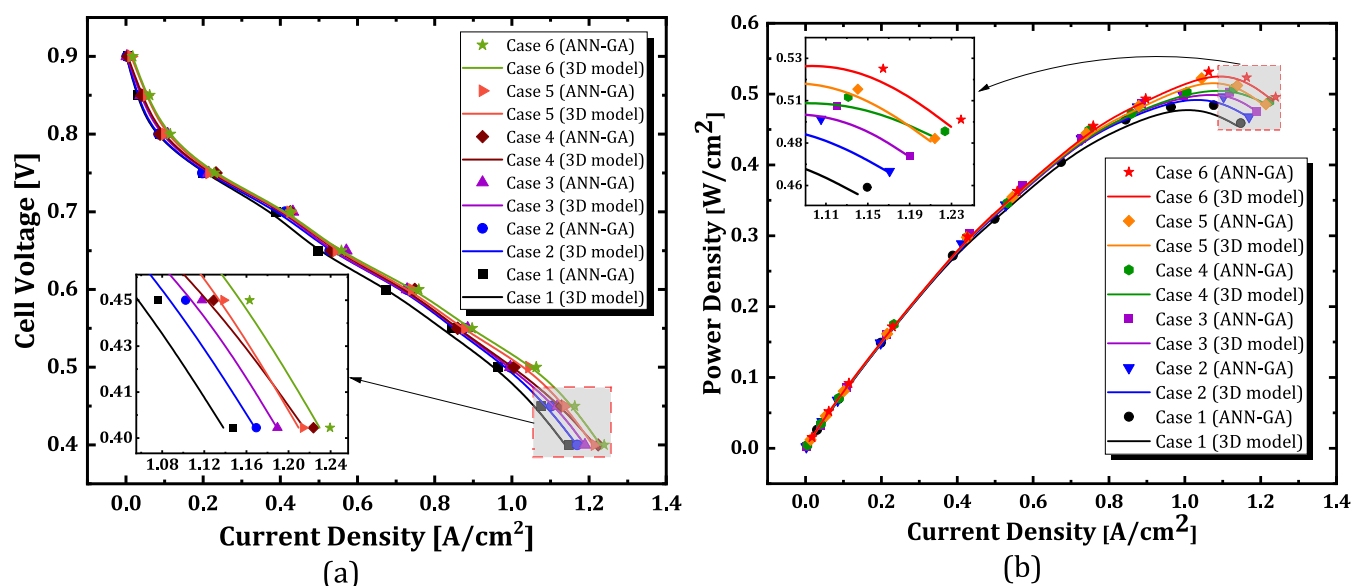 Cell Voltage [V]
0.9
0.8
0.7
0.6
0.5
0.4
Case 6 (ANN-GA)
Case 6 (3D model)
Case 5 (ANN-GA)
Case 5 (3D model)
Case 4 (ANN-GA)
Case 4 (3D model)
Case 3 (ANN-GA)
Case 3 (3D model)
Case 2 (ANN-GA)
Case 2 (3D model)
Case 1 (ANN-GA)
Case 1 (3D model)
0.45
0.43
0.41
0.40
1.08 1.12 1.16 1.20 1.24
0.0 0.2 0.4 0.6 0.8 1.0 1.2 1.4
Current Density [A/cm²]
(a)
Power Density [W/cm²]
0.6
0.5
0.4
0.3
0.2
0.1
0.0
0.53
0.51
0.48
0.46
1.11 1.15 1.19 1.23
Case 6 (ANN-GA)
Case 6 (3D model)
Case 5 (ANN-GA)
Case 5 (3D model)
Case 4 (ANN-GA)
Case 4 (3D model)
Case 3 (ANN-GA)
Case 3 (3D model)
Case 2 (ANN-GA)
Case 2 (3D model)
Case 1 (ANN-GA)
Case 1 (3D model)
0.0 0.2 0.4 0.6 0.8 1.0 1.2 1.4
Current Density [A/cm²]
(b)